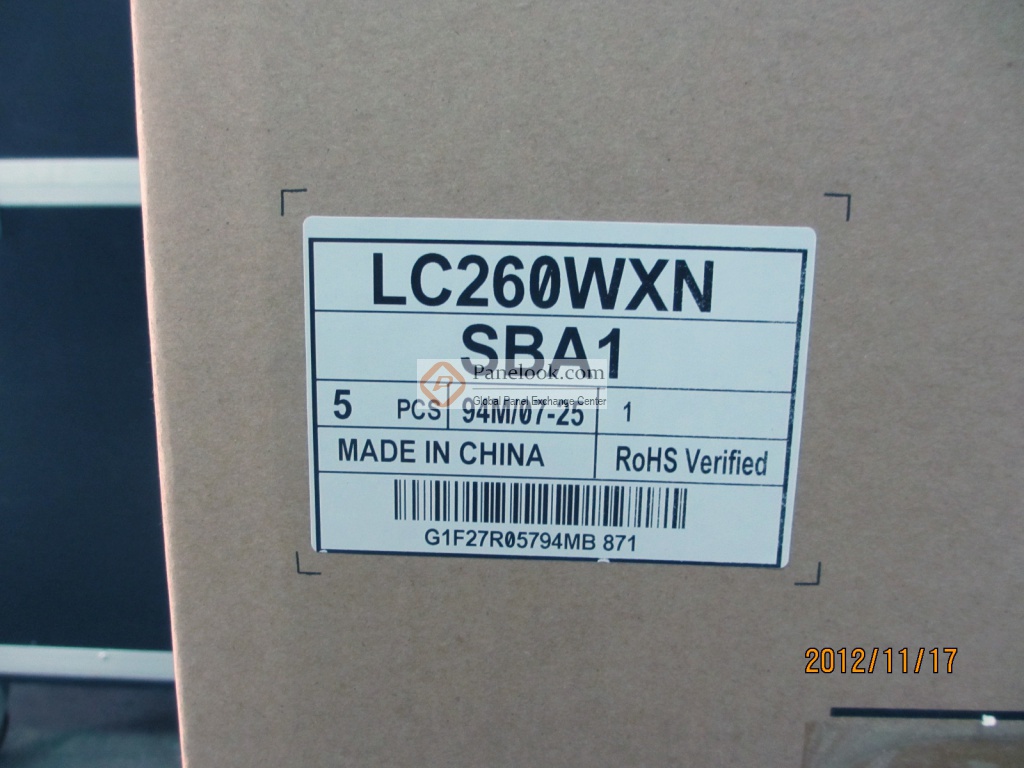 LC260WXN
SBA1
Panelook.com
Global Panel Exchange Center
5 PCS 94M/07-25 1
MADE IN CHINA RoHS Verified
G1F27R05794MB 871
2012/11/17